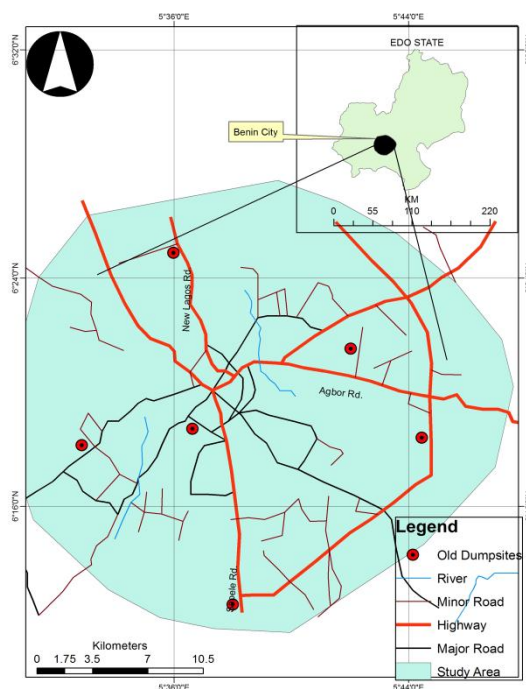 5°36'0"E 5°44'0"E
6°32'0"N
EDO STATE
Benin City
KM
0 55 110 220
6°24'0"N
New Lagos Rd.
Agbor Rd.
6°16'0"N
Legend
Old Dumpsites
River
Minor Road
Highway
Major Road
Study Area
Kilometers
0 1.75 3.5 7 10.5
5°36'0"E 5°44'0"E